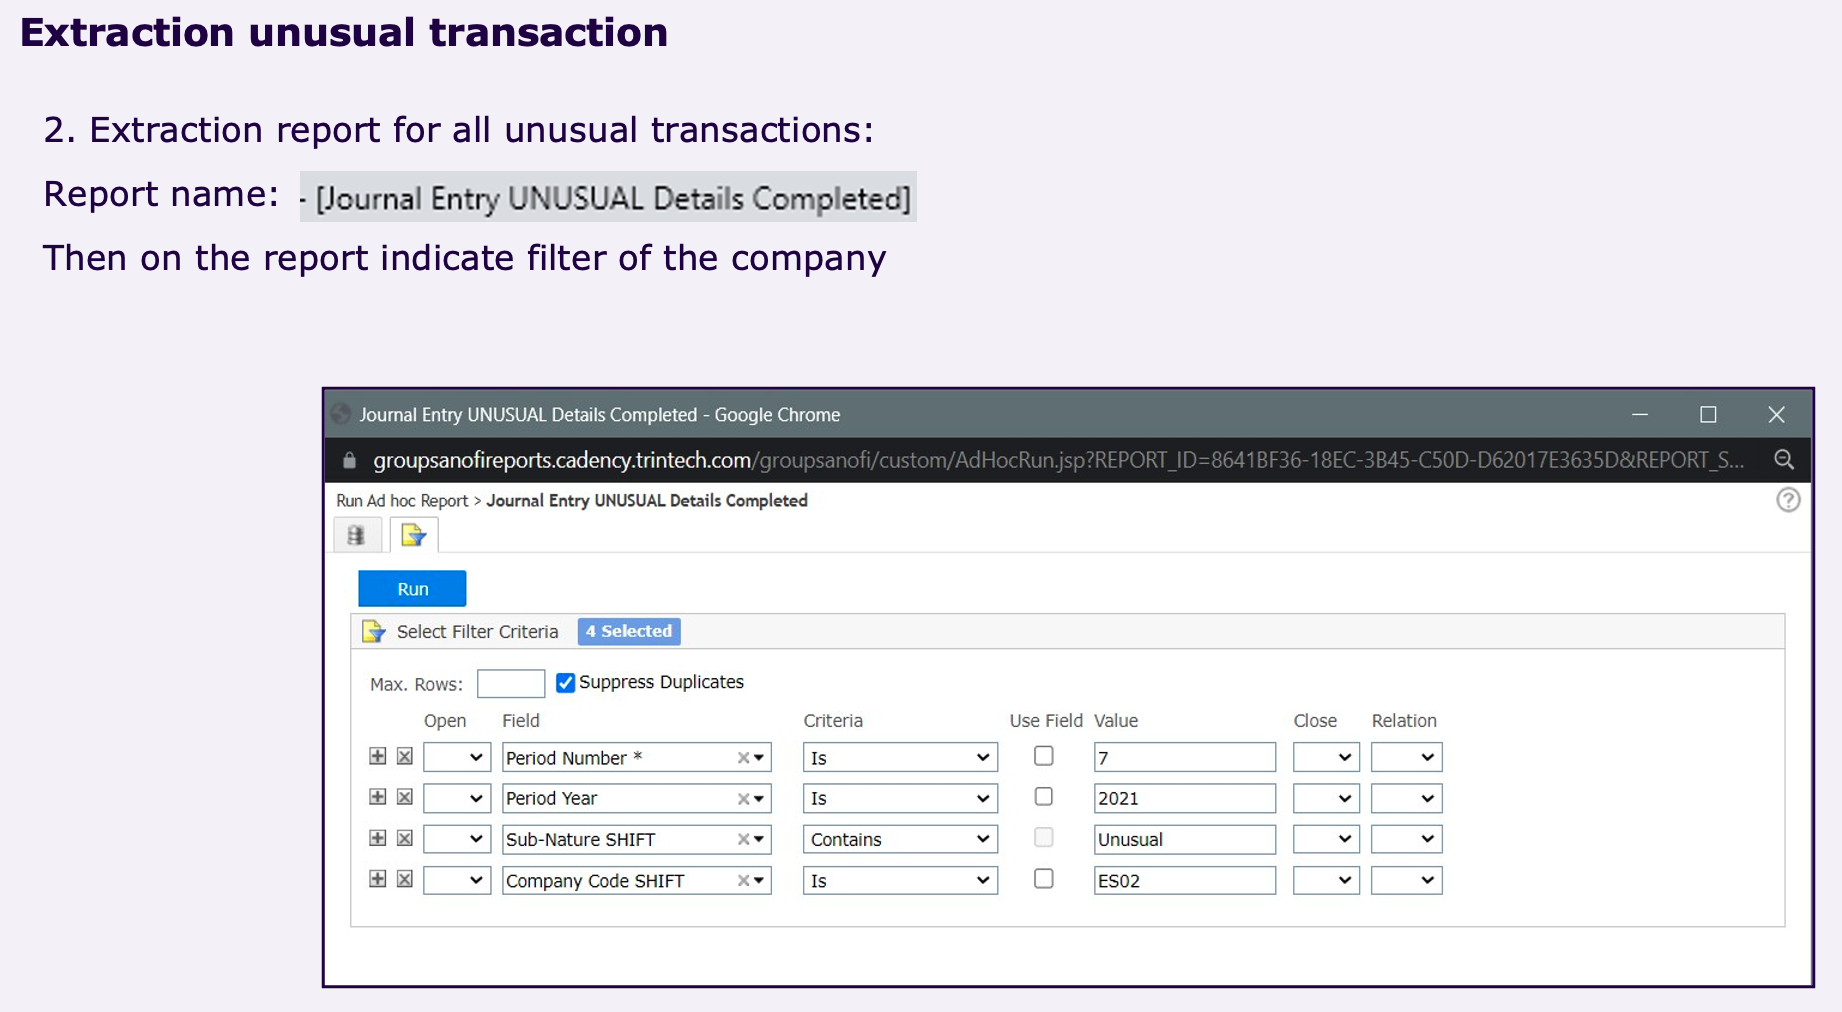 Extraction unusual transaction
2. Extraction report for all unusual transactions:
Report name: - [Journal Entry UNUSUAL Details Completed]
Then on the report indicate filter of the company
Journal Entry UNUSUAL Details Completed - Google Chrome
groupsanofireports.cadency.trintech.com/groupsanofi/custom/AdHocRun.jsp?REPORT_ID=8641BF36-18EC-3B45-C50D-D62017E3635D&REPORT_S...
Run Ad hoc Report > Journal Entry UNUSUAL Details Completed
Run
Select Filter Criteria 4 Selected
Max. Rows: Suppress Duplicates
Open Field Criteria Use Field Value Close Relation
Period Number * Is 7
Period Year Is 2021
Sub-Nature SHIFT Contains Unusual
Company Code SHIFT Is ES02